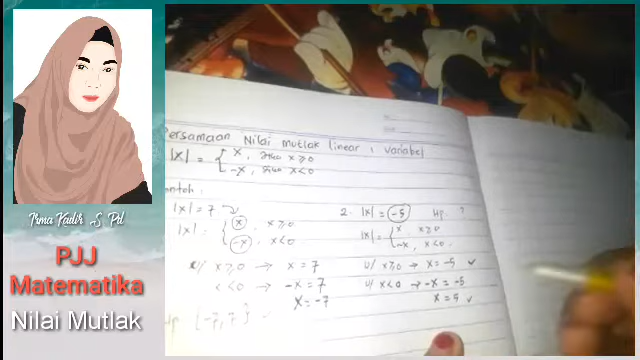 Irma Kadir S. Pd
PJJ
Matematika
Nilai Mutlak
Persamaan Nilai mutlak linear 1 variabel
|x| = { x, jika x ≥ 0
-x, jika x < 0
contoh :
|x| = 7
|x| = { x, x ≥ 0
-x, x < 0
u/ x ≥ 0 → x = 7
x < 0 → -x = 7
x = -7
Hp {-7, 7}
2. |x| = -5 Hp ?
|x| = { x x ≥ 0
-x, x < 0.
u/ x ≥ 0 → x = -5 ✓
u/ x < 0 → -x = -5
x = 5 ✓